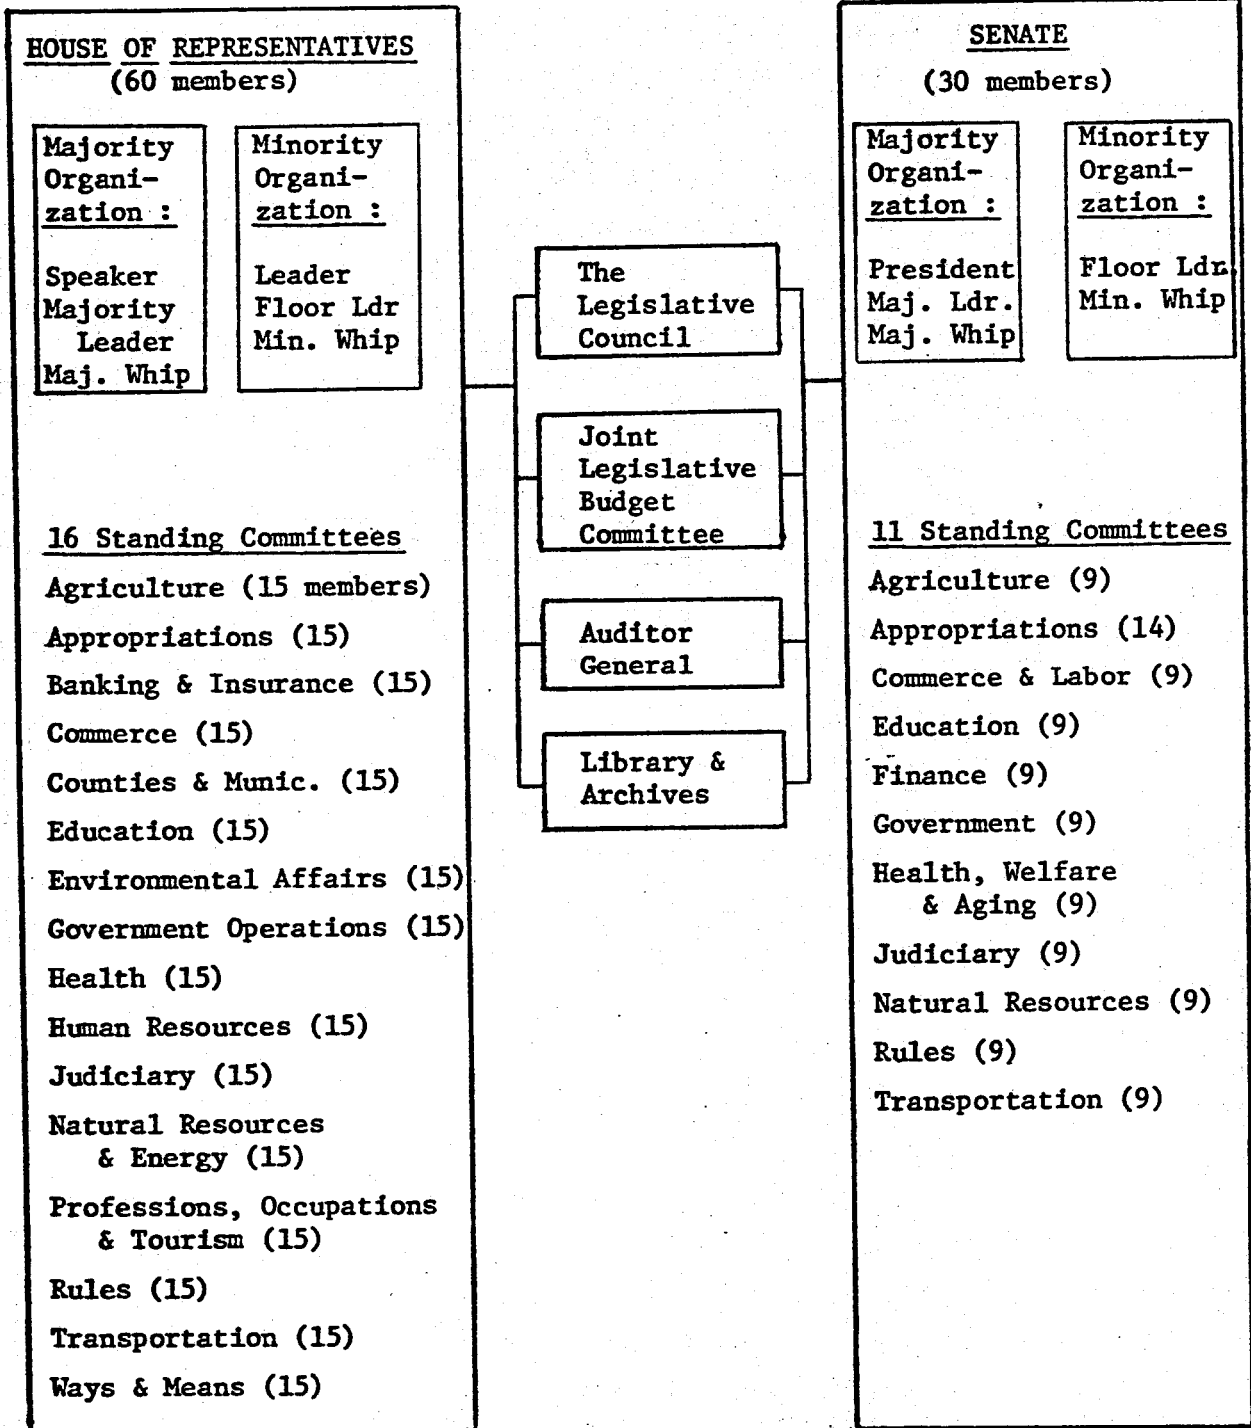 HOUSE OF REPRESENTATIVES
(60 members)
Majority
Organi-
zation :
Speaker
Majority
Leader
Maj. Whip
Minority
Organi-
zation :
Leader
Floor Ldr
Min. Whip
16 Standing Committees
Agriculture (15 members)
Appropriations (15)
Banking & Insurance (15)
Commerce (15)
Counties & Munic. (15)
Education (15)
Environmental Affairs (15)
Government Operations (15)
Health (15)
Human Resources (15)
Judiciary (15)
Natural Resources
& Energy (15)
Professions, Occupations
& Tourism (15)
Rules (15)
Transportation (15)
Ways & Means (15)
The
Legislative
Council
Joint
Legislative
Budget
Committee
Auditor
General
Library &
Archives
SENATE
(30 members)
Majority
Organi-
zation :
President
Maj. Ldr.
Maj. Whip
Minority
Organi-
zation :
Floor Ldr.
Min. Whip
11 Standing Committees
Agriculture (9)
Appropriations (14)
Commerce & Labor (9)
Education (9)
Finance (9)
Government (9)
Health, Welfare
& Aging (9)
Judiciary (9)
Natural Resources (9)
Rules (9)
Transportation (9)